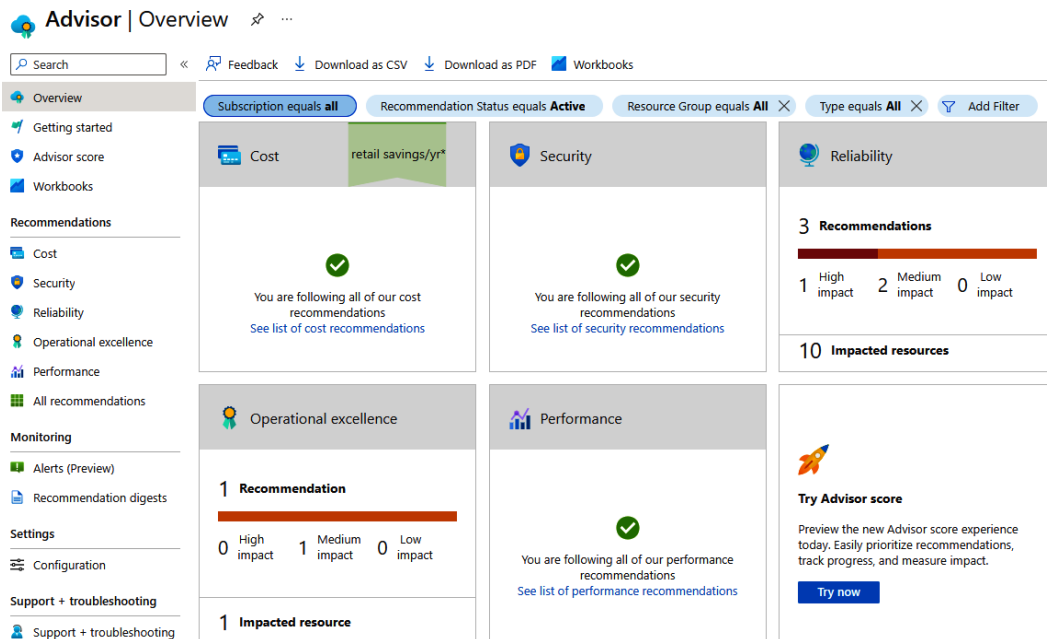 Advisor | Overview
Search
«
Feedback
Download as CSV
Download as PDF
Workbooks
Overview
Getting started
Advisor score
Workbooks
Recommendations
Cost
Security
Reliability
Operational excellence
Performance
All recommendations
Monitoring
Alerts (Preview)
Recommendation digests
Settings
Configuration
Support + troubleshooting
Support + troubleshooting
Subscription equals all
Recommendation Status equals Active
Resource Group equals All
Type equals All
Add Filter
Cost
retail savings/yr*
You are following all of our cost
recommendations
See list of cost recommendations
Security
You are following all of our security
recommendations
See list of security recommendations
Reliability
3 Recommendations
1 High impact
2 Medium impact
0 Low impact
10 Impacted resources
Operational excellence
1 Recommendation
0 High impact
1 Medium impact
0 Low impact
1 Impacted resource
Performance
You are following all of our performance
recommendations
See list of performance recommendations
Try Advisor score
Preview the new Advisor score experience
today. Easily prioritize recommendations,
track progress, and measure impact.
Try now